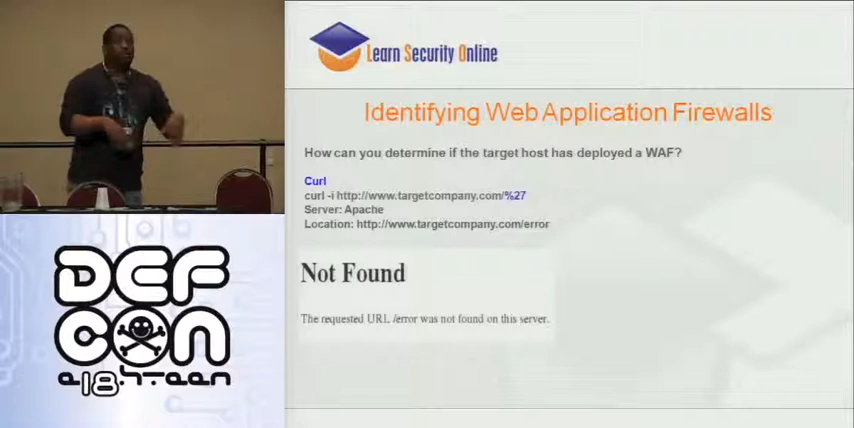 Learn Security Online
Identifying Web Application Firewalls
How can you determine if the target host has deployed a WAF?
Curl
curl -i http://www.targetcompany.com/%27
Server: Apache
Location: http://www.targetcompany.com/error
Not Found
The requested URL /error was not found on this server.
DEF
CON
e18.hteen